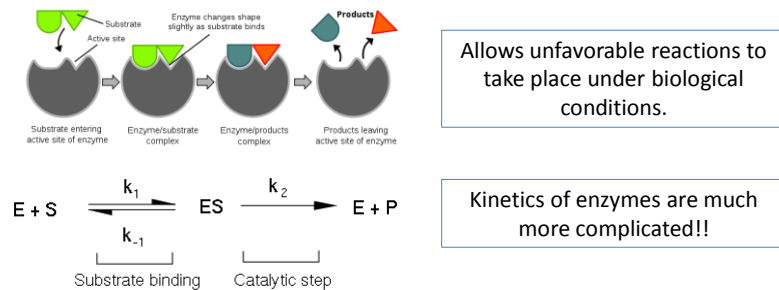 Substrate
Active site
Enzyme changes shape
slightly as substrate binds
Products
Substrate entering
active site of enzyme
Enzyme/substrate
complex
Enzyme/products
complex
Products leaving
active site of enzyme
Allows unfavorable reactions to
take place under biological
conditions.
E + S k₁ k₋₁ ES k₂ E + P
Substrate binding
Catalytic step
Kinetics of enzymes are much
more complicated!!